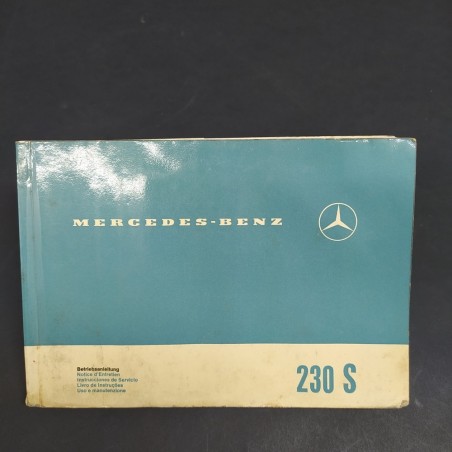 MERCEDES-BENZ
Betriebsanleitung
Notice d'Entretien
Instrucciones de Servicio
Livro de Instruções
Uso e manutenzione
230 S